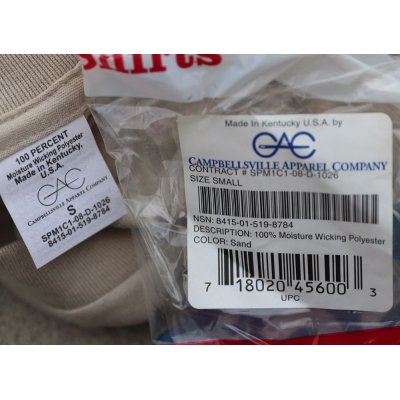 Shirts
100 PERCENT
Moisture Wicking Polyester
Made in Kentucky,
U.S.A.
CAC
CAMPBELLSVILLE APPAREL COMPANY
S
SPM1C1-08-D-1026
8415-01-519-8784
Made in Kentucky U.S.A. by
CAC
CAMPBELLSVILLE APPAREL COMPANY
CONTRACT # SPM1C1-08-D-1026
SIZE SMALL
NSN: 8415-01-519-8784
DESCRIPTION: 100% Moisture Wicking Polyester
COLOR: Sand
7 18020 45600 3
UPC